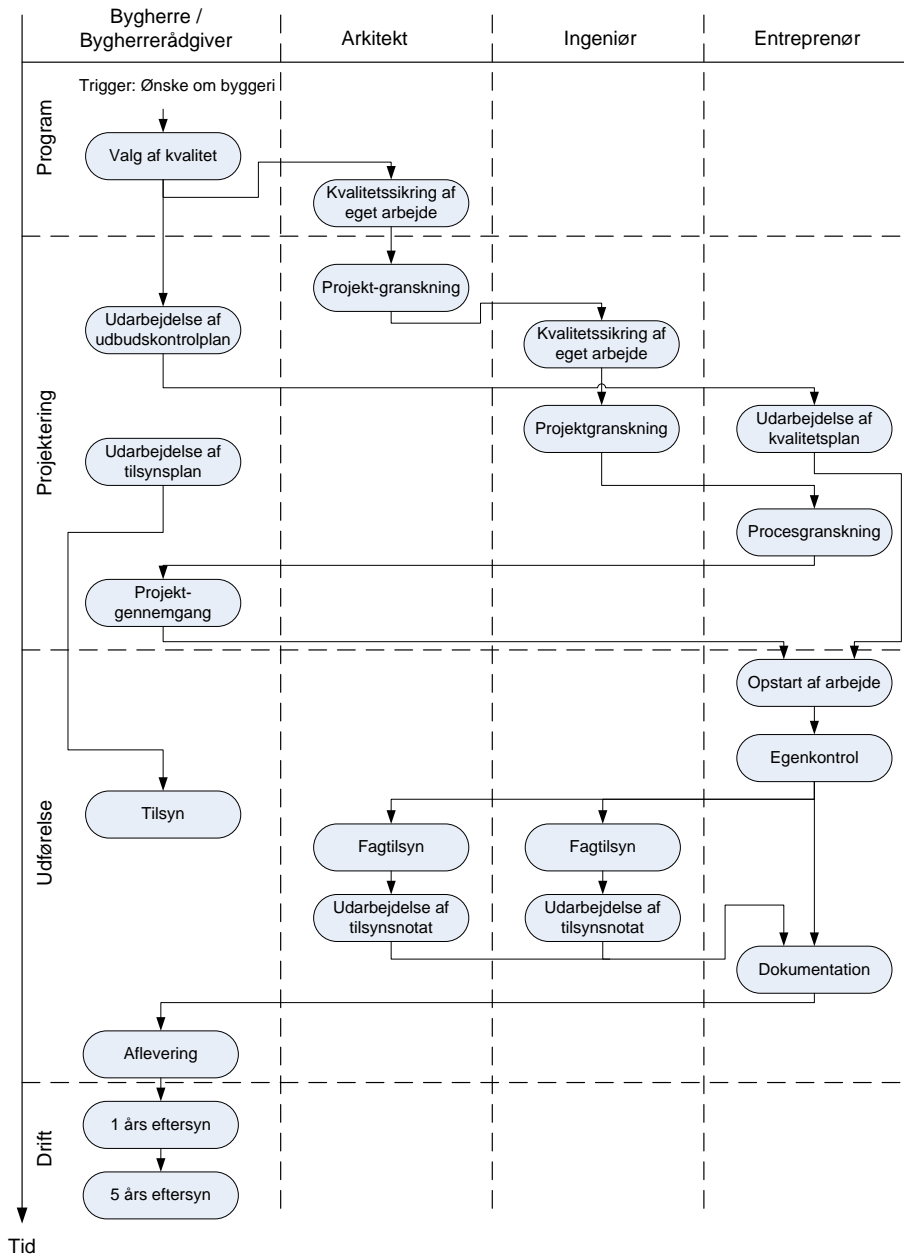 Bygherre /
Bygherrerådgiver
Arkitekt
Ingeniør
Entreprenør
Program
Trigger: Ønske om byggeri
Valg af kvalitet
Kvalitetssikring af
eget arbejde
Projektering
Projekt-granskning
Udarbejdelse af
udbudskontrolplan
Kvalitetssikring af
eget arbejde
Projektgranskning
Udarbejdelse af
kvalitetsplan
Udarbejdelse af
tilsynsplan
Procesgranskning
Projekt-
gennemgang
Udførelse
Opstart af arbejde
Egenkontrol
Tilsyn
Fagtilsyn
Fagtilsyn
Udarbejdelse af
tilsynsnotat
Udarbejdelse af
tilsynsnotat
Dokumentation
Aflevering
Drift
1 års eftersyn
5 års eftersyn
Tid